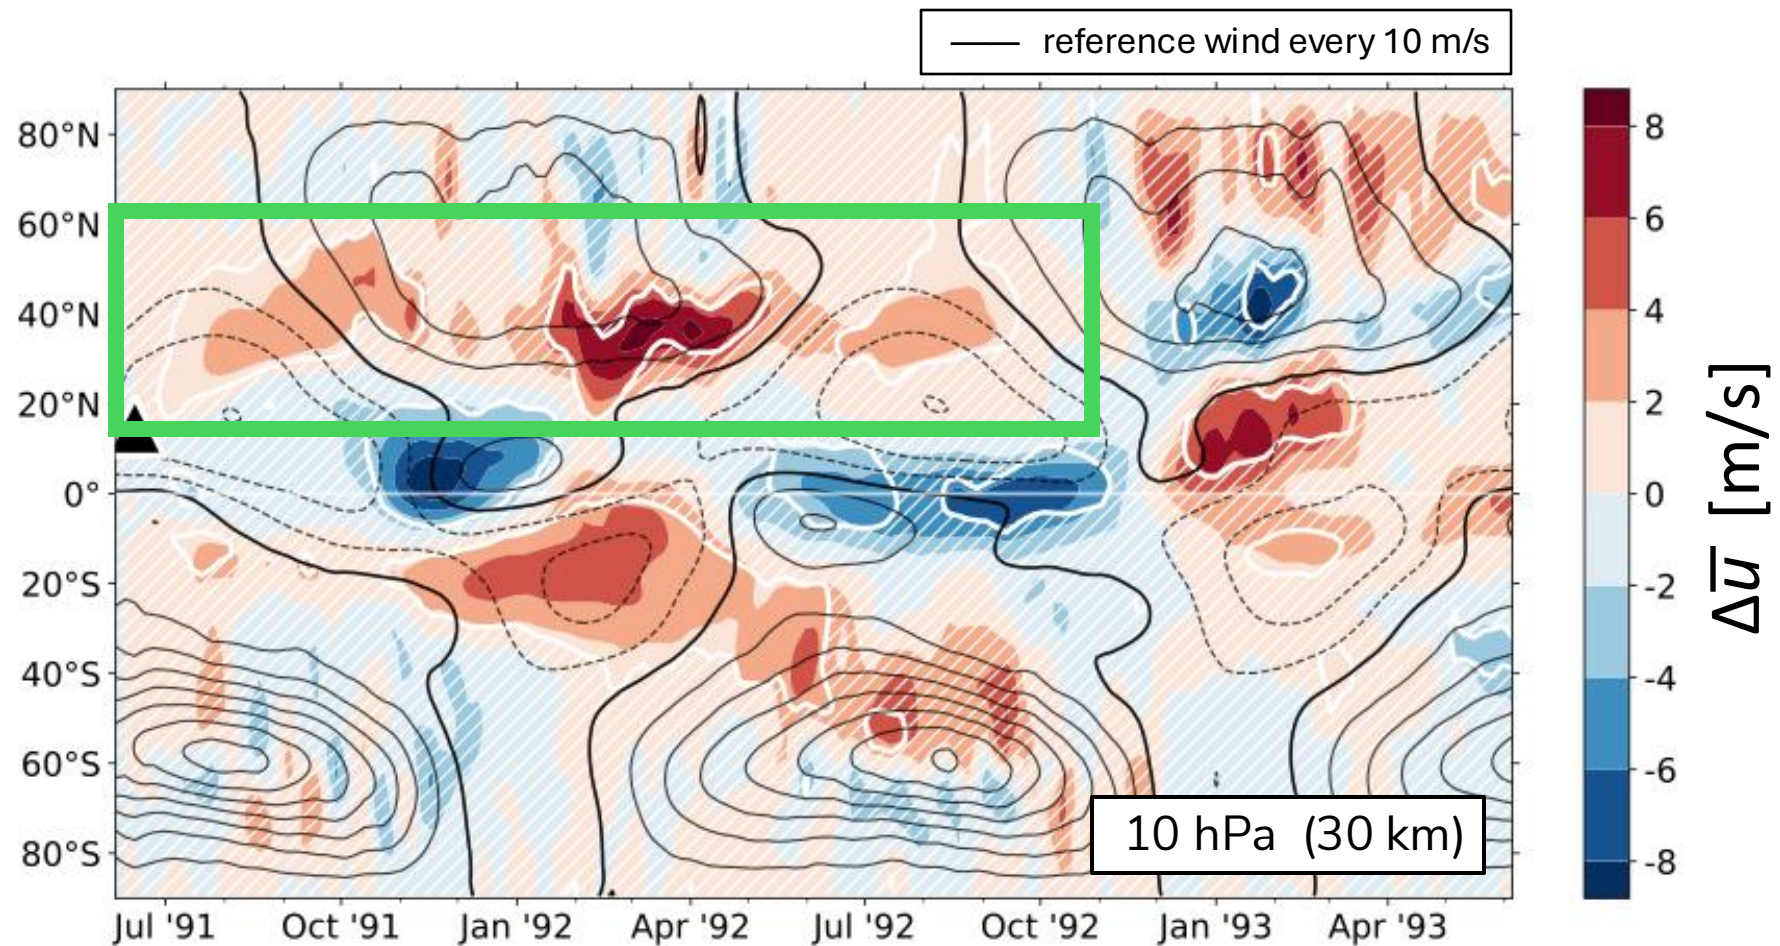 reference wind every 10 m/s
80°N
60°N
40°N
20°N
0°
20°S
40°S
60°S
80°S
Jul '91
Oct '91
Jan '92
Apr '92
Jul '92
Oct '92
Jan '93
Apr '93
10 hPa (30 km)
8
6
4
2
0
-2
-4
-6
-8
Δu̅ [m/s]